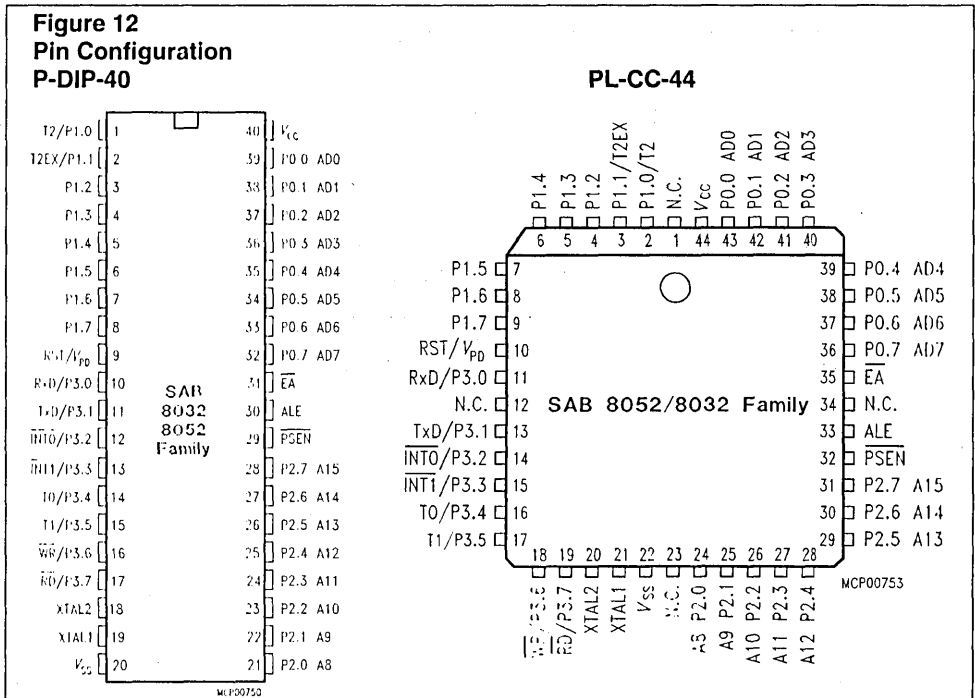 Figure 12
Pin Configuration
P-DIP-40
T2/P1.0 1
T2EX/P1.1 2
P1.2 3
P1.3 4
P1.4 5
P1.5 6
P1.6 7
P1.7 8
RST/VPD 9
RxD/P3.0 10
TxD/P3.1 11
INT0/P3.2 12
INT1/P3.3 13
T0/P3.4 14
T1/P3.5 15
WR/P3.6 16
RD/P3.7 17
XTAL2 18
XTAL1 19
VSS 20
SAB
8032
8052
Family
40 VCC
39 P0.0 AD0
38 P0.1 AD1
37 P0.2 AD2
36 P0.3 AD3
35 P0.4 AD4
34 P0.5 AD5
33 P0.6 AD6
32 P0.7 AD7
31 EA
30 ALE
29 PSEN
28 P2.7 A15
27 P2.6 A14
26 P2.5 A13
25 P2.4 A12
24 P2.3 A11
23 P2.2 A10
22 P2.1 A9
21 P2.0 A8
MCP00750
PL-CC-44
P1.4
P1.3
P1.2
P1.1/T2EX
P1.0/T2
N.C.
VCC
P0.0 AD0
P0.1 AD1
P0.2 AD2
P0.3 AD3
6 5 4 3 2 1 44 43 42 41 40
P1.5 7
P1.6 8
P1.7 9
RST/VPD 10
RxD/P3.0 11
N.C. 12
TxD/P3.1 13
INT0/P3.2 14
INT1/P3.3 15
T0/P3.4 16
T1/P3.5 17
SAB 8052/8032 Family
39 P0.4 AD4
38 P0.5 AD5
37 P0.6 AD6
36 P0.7 AD7
35 EA
34 N.C.
33 ALE
32 PSEN
31 P2.7 A15
30 P2.6 A14
29 P2.5 A13
18 19 20 21 22 23 24 25 26 27 28
WR/P3.6
RD/P3.7
XTAL2
XTAL1
VSS
N.C.
A8 P2.0
A9 P2.1
A10 P2.2
A11 P2.3
A12 P2.4
MCP00753